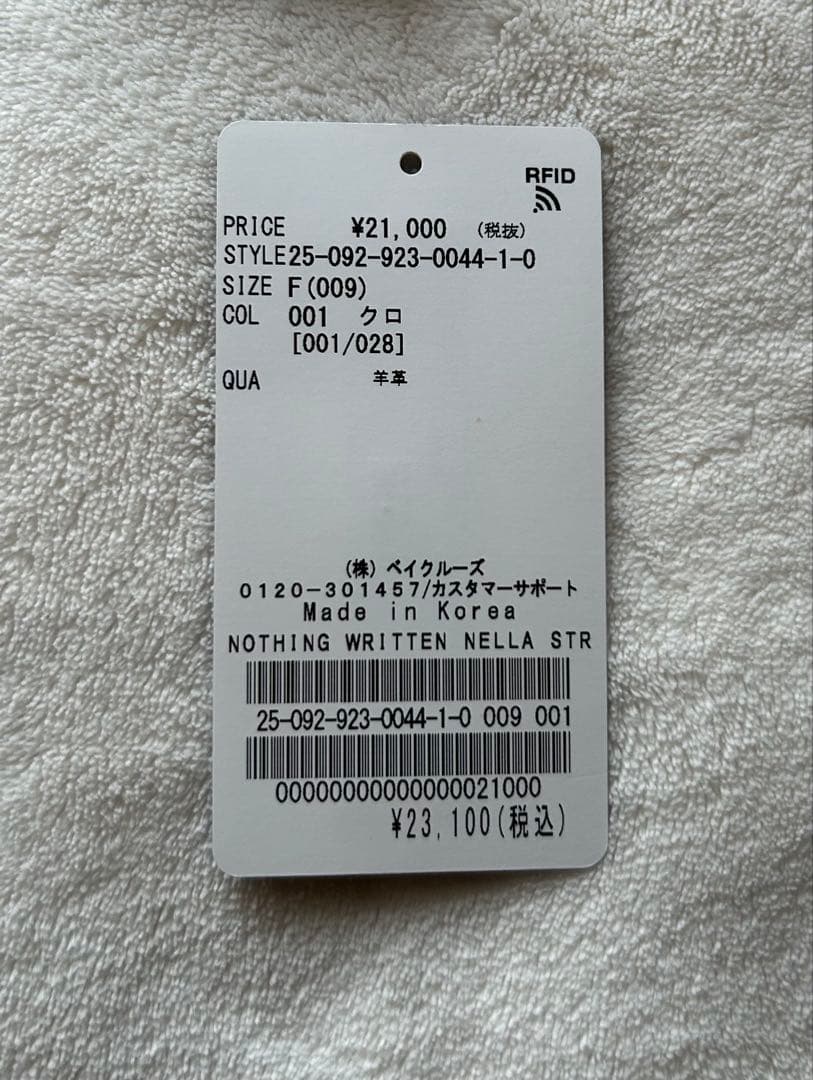 RFID
PRICE ¥21,000 (税抜)
STYLE25-092-923-0044-1-0
SIZE F(009)
COL 001 クロ
[001/028]
QUA 羊革
(株) ベイクルーズ
0120-301457/カスタマーサポート
Made in Korea
NOTHING WRITTEN NELLA STR
25-092-923-0044-1-0 009 001
00000000000000021000
¥23,100(税込)